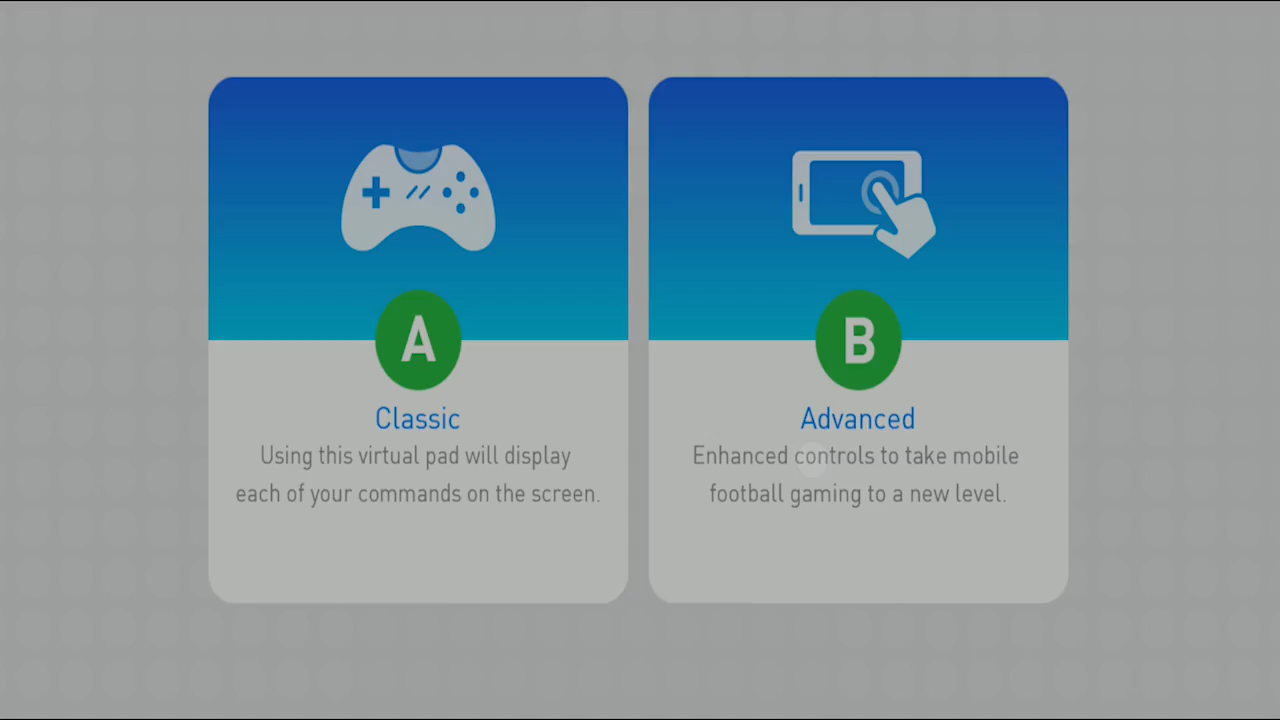 A
Classic
Using this virtual pad will display
each of your commands on the screen.
B
Advanced
Enhanced controls to take mobile
football gaming to a new level.